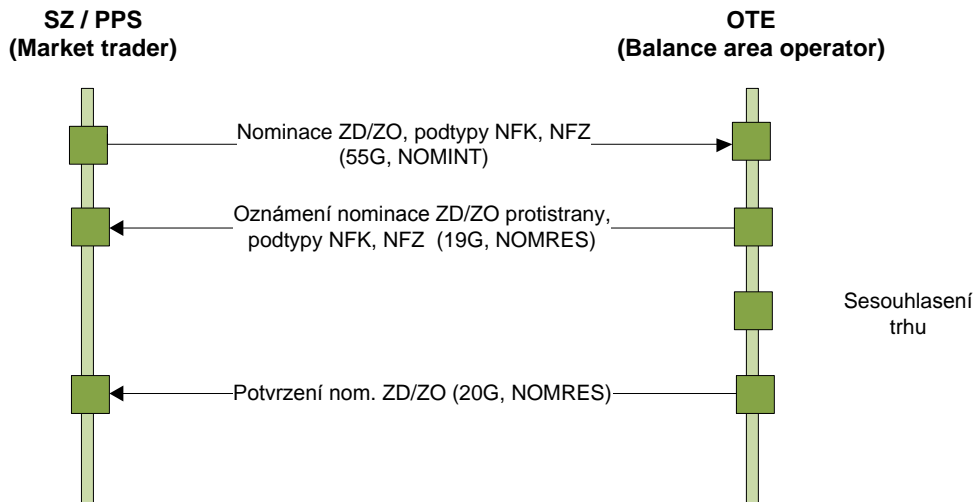 SZ / PPS
(Market trader)
OTE
(Balance area operator)
Nominace ZD/ZO, podtypy NFK, NFZ
(55G, NOMINT)
Oznámení nominace ZD/ZO protistrany,
podtypy NFK, NFZ  (19G, NOMRES)
Sesouhlasení
trhu
Potvrzení nom. ZD/ZO (20G, NOMRES)